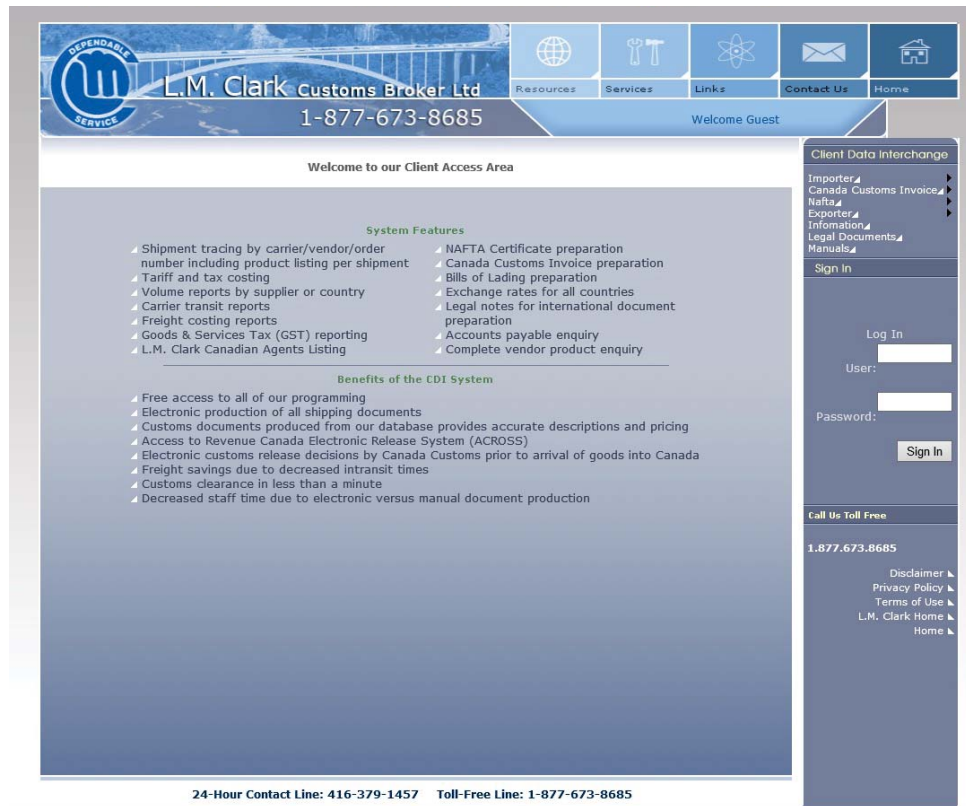 DEPENDABLE
SERVICE
L.M. Clark Customs Broker Ltd
1-877-673-8685
Resources
Services
Links
Contact Us
Home
Welcome Guest
Welcome to our Client Access Area
System Features
Shipment tracing by carrier/vendor/order
number including product listing per shipment
Tariff and tax costing
Volume reports by supplier or country
Carrier transit reports
Freight costing reports
Goods & Services Tax (GST) reporting
L.M. Clark Canadian Agents Listing
NAFTA Certificate preparation
Canada Customs Invoice preparation
Bills of Lading preparation
Exchange rates for all countries
Legal notes for international document
preparation
Accounts payable enquiry
Complete vendor product enquiry
Benefits of the CDI System
Free access to all of our programming
Electronic production of all shipping documents
Customs documents produced from our database provides accurate descriptions and pricing
Access to Revenue Canada Electronic Release System (ACROSS)
Electronic customs release decisions by Canada Customs prior to arrival of goods into Canada
Freight savings due to decreased intransit times
Customs clearance in less than a minute
Decreased staff time due to electronic versus manual document production
Client Data Interchange
Importer
Canada Customs Invoice
Nafta
Exporter
Infomation
Legal Documents
Manuals
Sign In
Log In
User:
Password:
Sign In
Call Us Toll Free
1.877.673.8685
Disclaimer
Privacy Policy
Terms of Use
L.M. Clark Home
Home
24-Hour Contact Line: 416-379-1457 Toll-Free Line: 1-877-673-8685